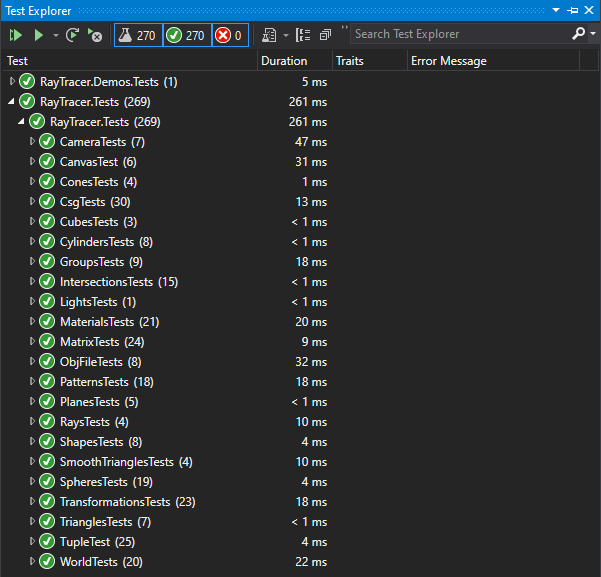 Test Explorer
270 270 0 Search Test Explorer
Test Duration Traits Error Message
RayTracer.Demos.Tests (1) 5 ms
RayTracer.Tests (269) 261 ms
RayTracer.Tests (269) 261 ms
CameraTests (7) 47 ms
CanvasTest (6) 31 ms
ConesTests (4) 1 ms
CsgTests (30) 13 ms
CubesTests (3) < 1 ms
CylindersTests (8) < 1 ms
GroupsTests (9) 18 ms
IntersectionsTests (15) < 1 ms
LightsTests (1) < 1 ms
MaterialsTests (21) 20 ms
MatrixTests (24) 9 ms
ObjFileTests (8) 32 ms
PatternsTests (18) 18 ms
PlanesTests (5) < 1 ms
RaysTests (4) 10 ms
ShapesTests (8) 4 ms
SmoothTrianglesTests (4) 10 ms
SpheresTests (19) 4 ms
TransformationsTests (23) 18 ms
TrianglesTests (7) < 1 ms
TupleTest (25) 4 ms
WorldTests (20) 22 ms